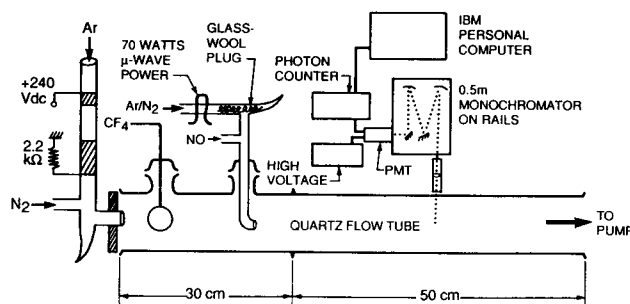 Ar
+240
Vdc
2.2
kΩ
N2
CF4
70 WATTS
μ-WAVE
POWER
Ar/N2
NO
GLASS-
WOOL
PLUG
PHOTON
COUNTER
HIGH
VOLTAGE
IBM
PERSONAL
COMPUTER
0.5m
MONOCHROMATOR
ON RAILS
PMT
QUARTZ FLOW TUBE
TO
PUMP
30 cm
50 cm